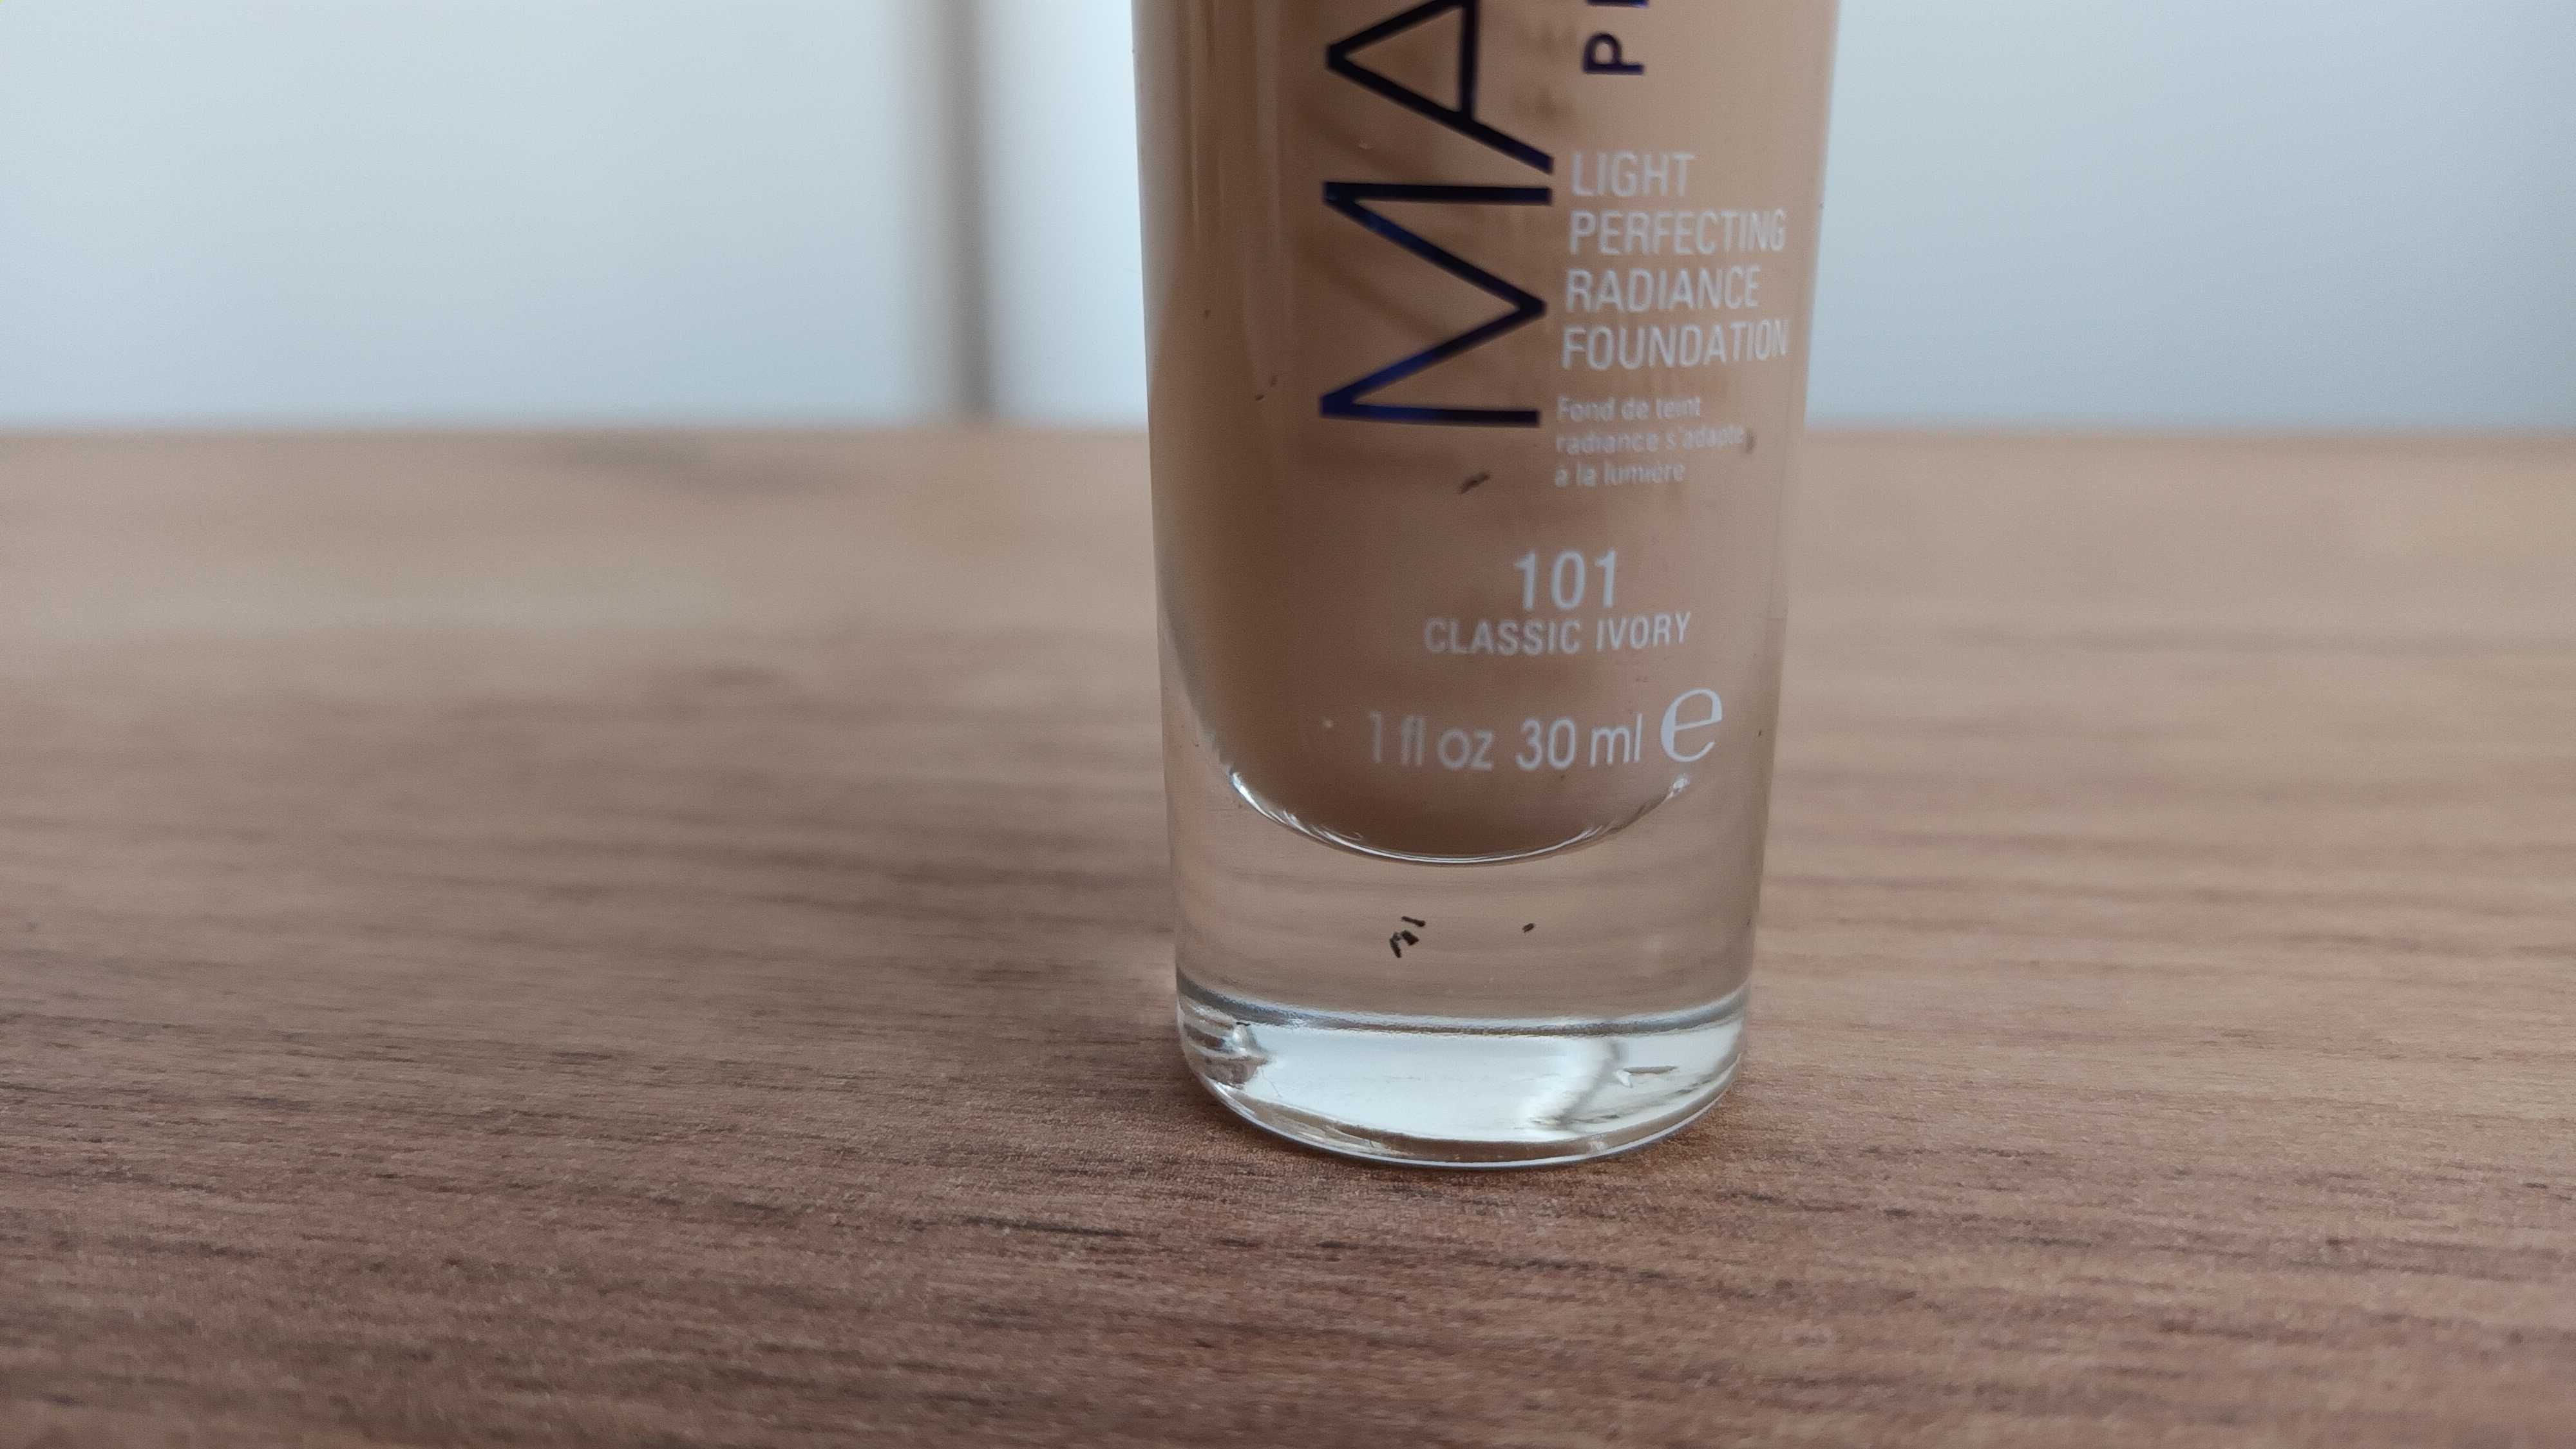 MA
P
LIGHT
PERFECTING
RADIANCE
FOUNDATION
Fond de teint
radiance s'adapte
à la lumière
101
CLASSIC IVORY
1 fl oz 30 ml e